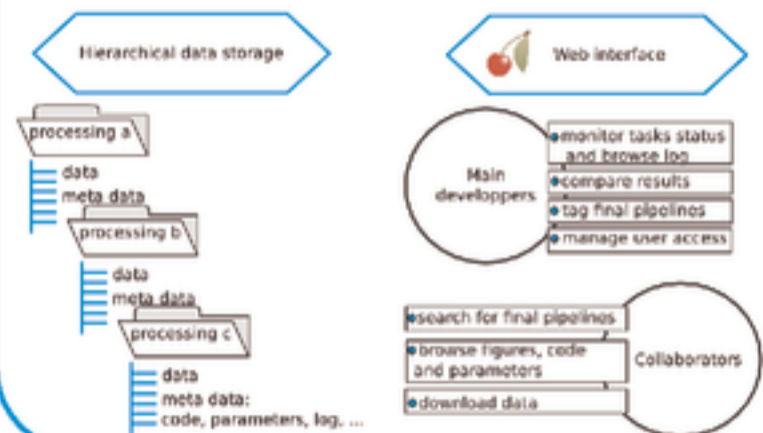 Hierarchical data storage
processing a
data
meta data
processing b
data
meta data
processing c
data
meta data:
code, parameters, log, ...
Web interface
Main
developpers
monitor tasks status
and browse log
compare results
tag final pipelines
manage user access
search for final pipelines
browse figures, code
and parameters
download data
Collaborators